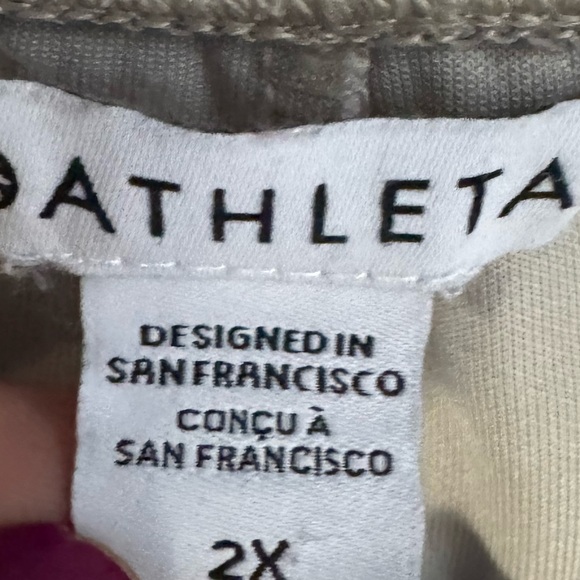 ATHLETA
DESIGNED IN
SAN FRANCISCO
CONÇU À
SAN FRANCISCO
2X